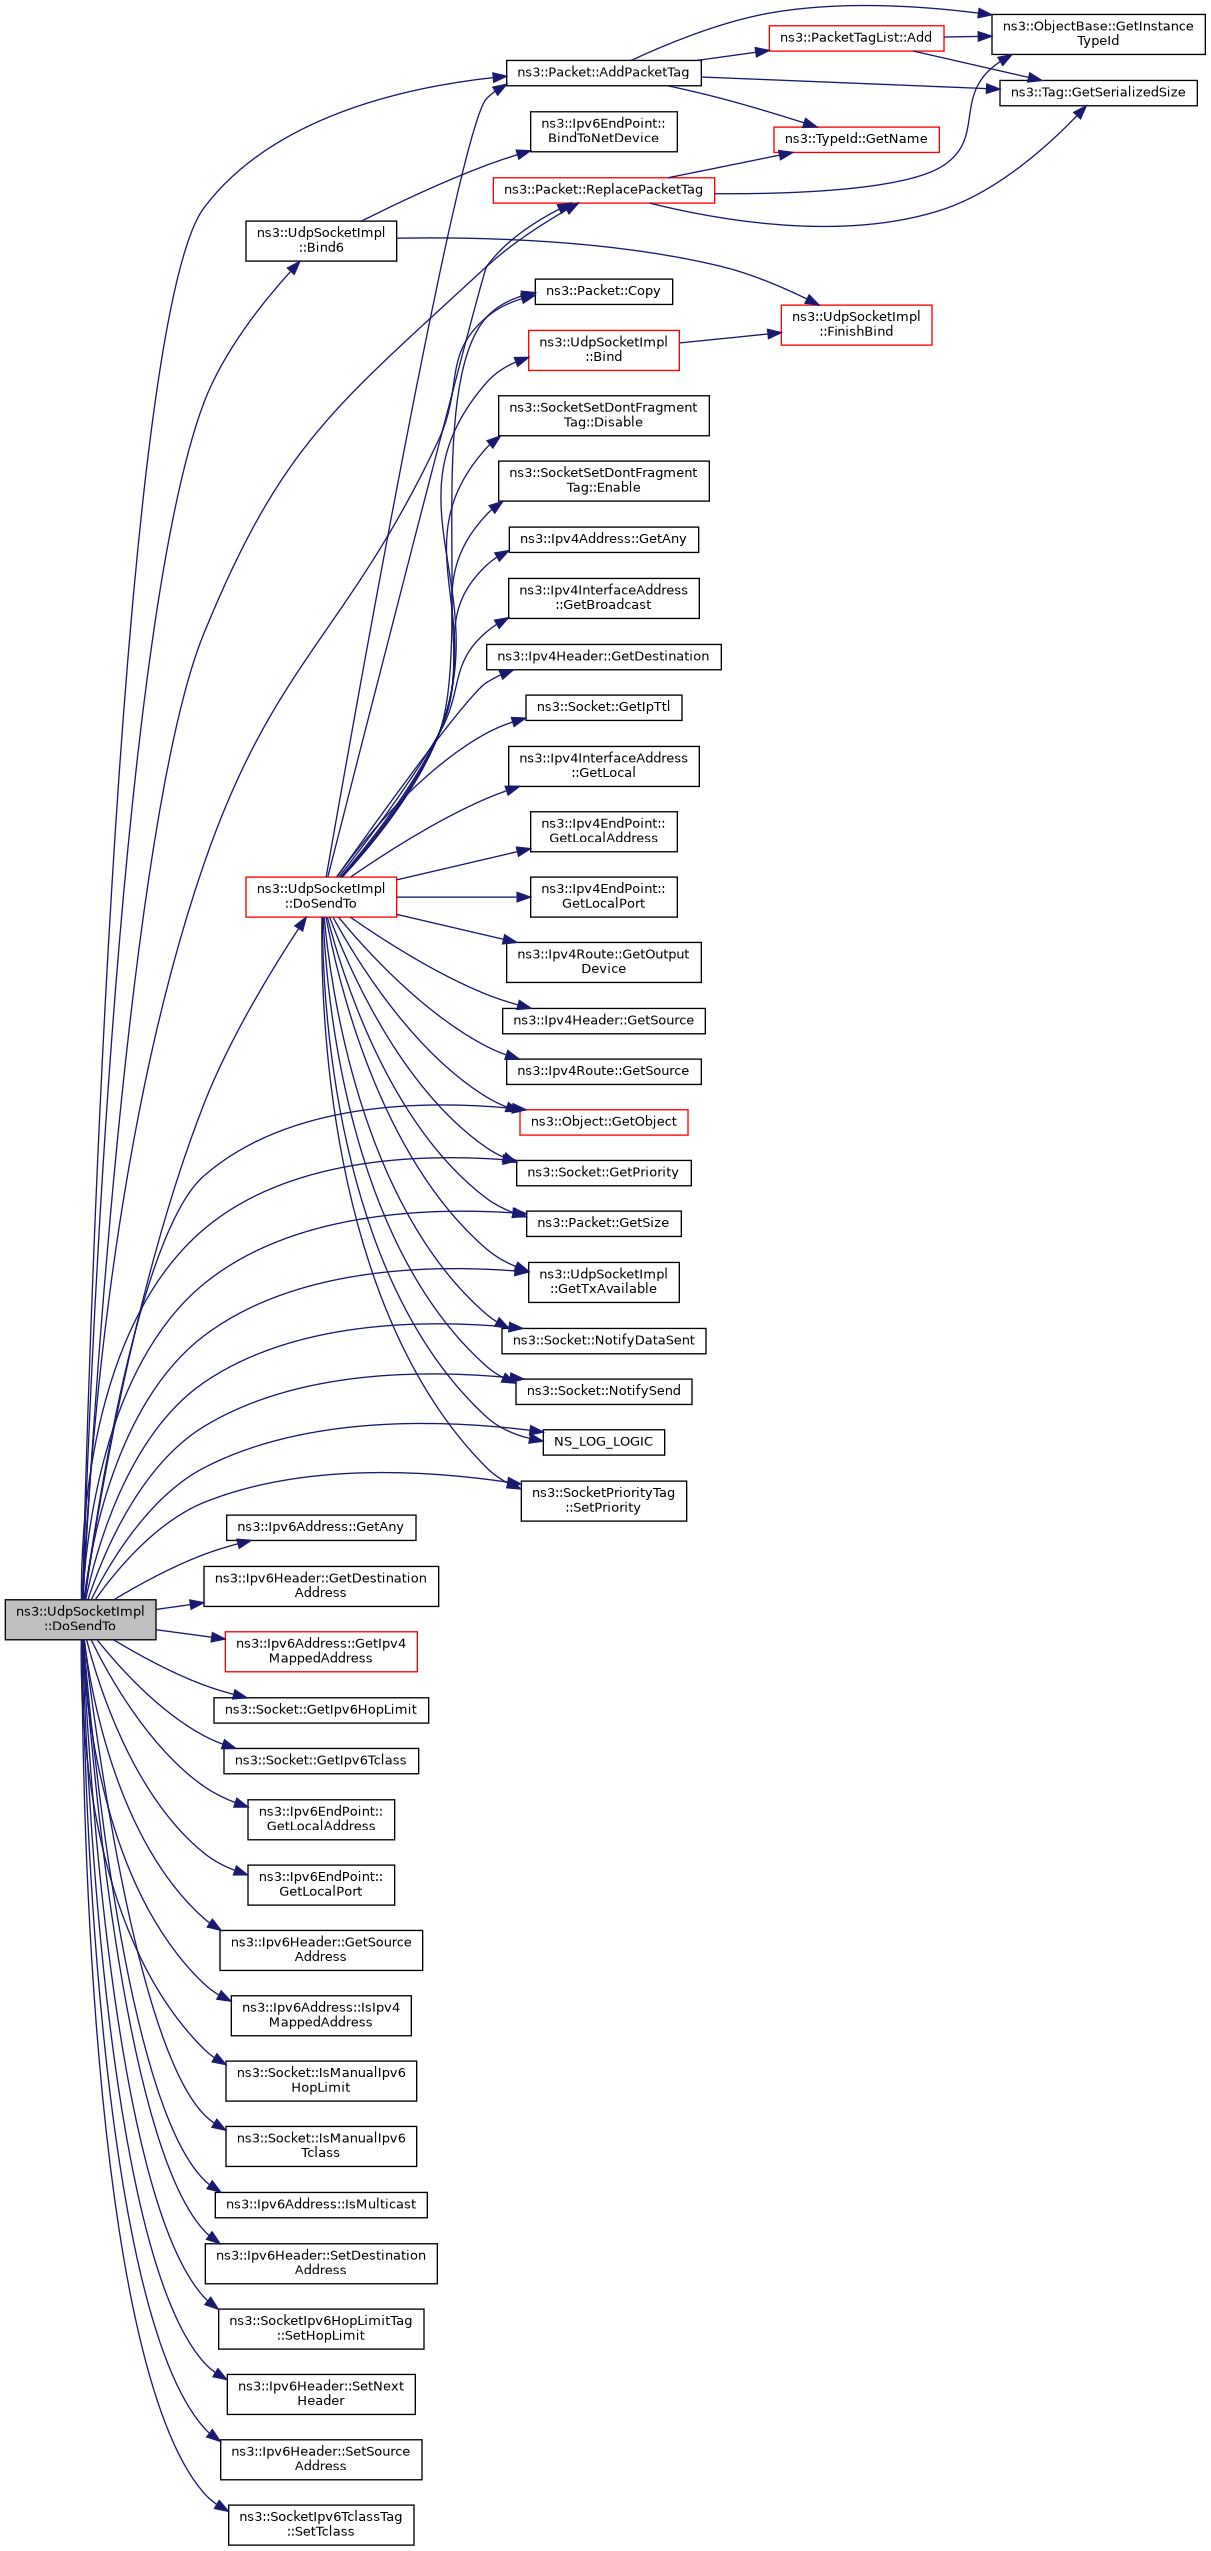 ns3::PacketTagList::Add
ns3::ObjectBase::GetInstance
TypeId
ns3::Packet::AddPacketTag
ns3::Tag::GetSerializedSize
ns3::Ipv6EndPoint::
BindToNetDevice
ns3::TypeId::GetName
ns3::Packet::ReplacePacketTag
ns3::UdpSocketImpl
::Bind6
ns3::Packet::Copy
ns3::UdpSocketImpl
::FinishBind
ns3::UdpSocketImpl
::Bind
ns3::SocketSetDontFragment
Tag::Disable
ns3::SocketSetDontFragment
Tag::Enable
ns3::Ipv4Address::GetAny
ns3::Ipv4InterfaceAddress
::GetBroadcast
ns3::Ipv4Header::GetDestination
ns3::Socket::GetIpTtl
ns3::Ipv4InterfaceAddress
::GetLocal
ns3::Ipv4EndPoint::
GetLocalAddress
ns3::UdpSocketImpl
::DoSendTo
ns3::Ipv4EndPoint::
GetLocalPort
ns3::Ipv4Route::GetOutput
Device
ns3::Ipv4Header::GetSource
ns3::Ipv4Route::GetSource
ns3::Object::GetObject
ns3::Socket::GetPriority
ns3::Packet::GetSize
ns3::UdpSocketImpl
::GetTxAvailable
ns3::Socket::NotifyDataSent
ns3::Socket::NotifySend
NS_LOG_LOGIC
ns3::SocketPriorityTag
::SetPriority
ns3::Ipv6Address::GetAny
ns3::Ipv6Header::GetDestination
Address
ns3::UdpSocketImpl
::DoSendTo
ns3::Ipv6Address::GetIpv4
MappedAddress
ns3::Socket::GetIpv6HopLimit
ns3::Socket::GetIpv6Tclass
ns3::Ipv6EndPoint::
GetLocalAddress
ns3::Ipv6EndPoint::
GetLocalPort
ns3::Ipv6Header::GetSource
Address
ns3::Ipv6Address::IsIpv4
MappedAddress
ns3::Socket::IsManualIpv6
HopLimit
ns3::Socket::IsManualIpv6
Tclass
ns3::Ipv6Address::IsMulticast
ns3::Ipv6Header::SetDestination
Address
ns3::SocketIpv6HopLimitTag
::SetHopLimit
ns3::Ipv6Header::SetNext
Header
ns3::Ipv6Header::SetSource
Address
ns3::SocketIpv6TclassTag
::SetTclass